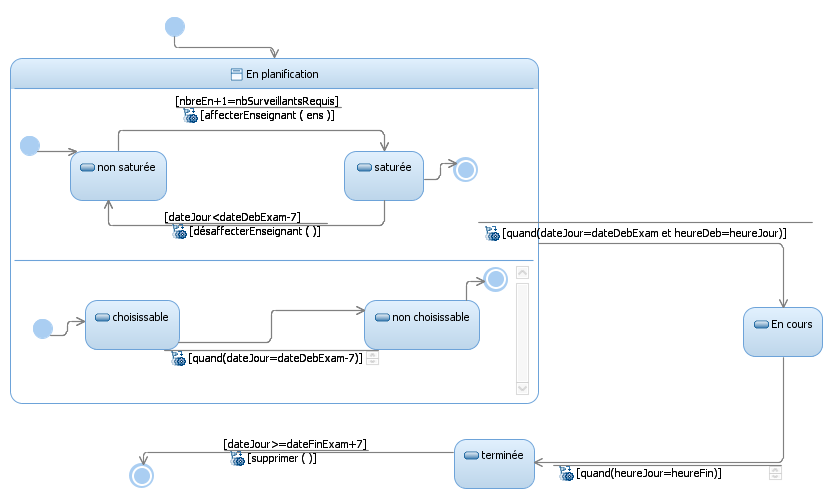 En planification
[nbreEn+1=nbSurveillantsRequis]
[affecterEnseignant ( ens )]
non saturée
saturée
[dateJour<dateDebExam-7]
[désaffecterEnseignant ( )]
[quand(dateJour=dateDebExam et heureDeb=heureJour)]
choisissable
non choisissable
En cours
[quand(dateJour=dateDebExam-7)]
[dateJour>=dateFinExam+7]
[supprimer ( )]
terminée
[quand(heureJour=heureFin)]